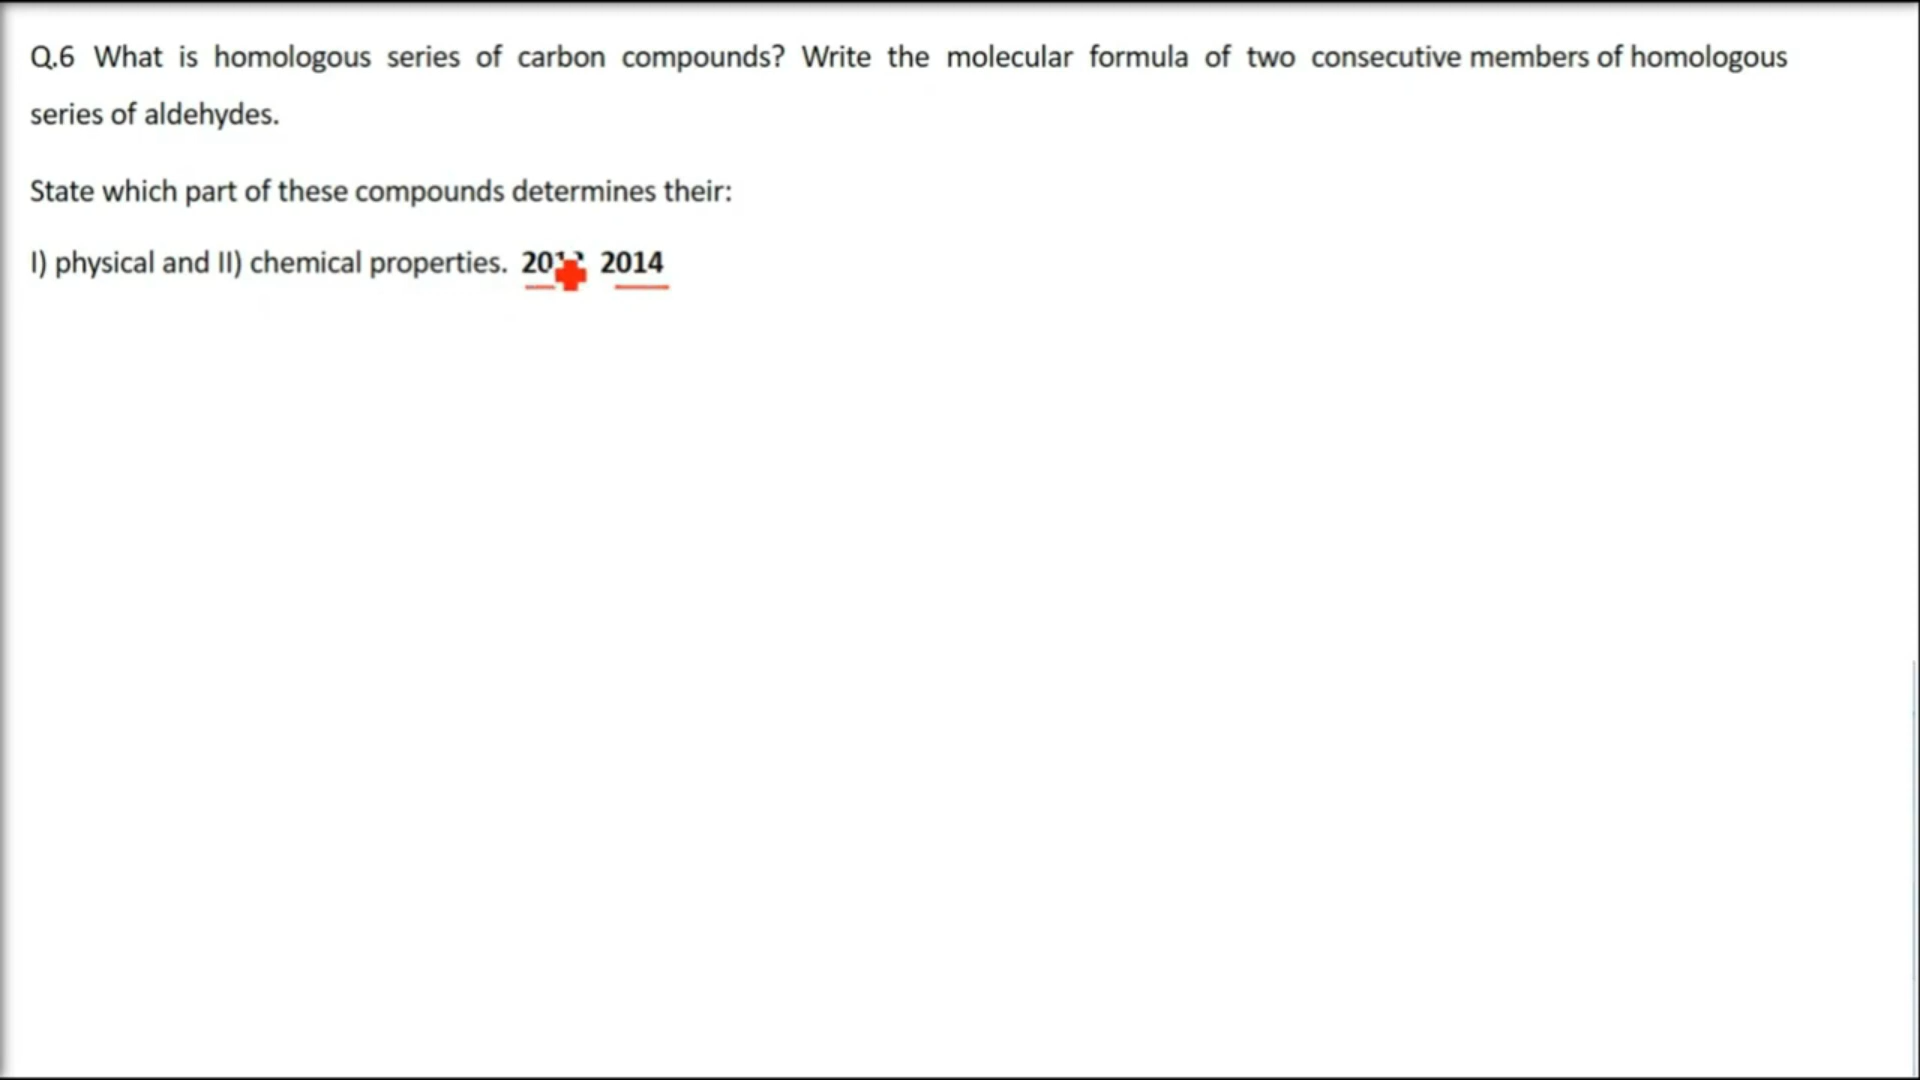 Q.6 What is homologous series of carbon compounds? Write the molecular formula of two consecutive members of homologous
series of aldehydes.
State which part of these compounds determines their:
I) physical and II) chemical properties. 2014